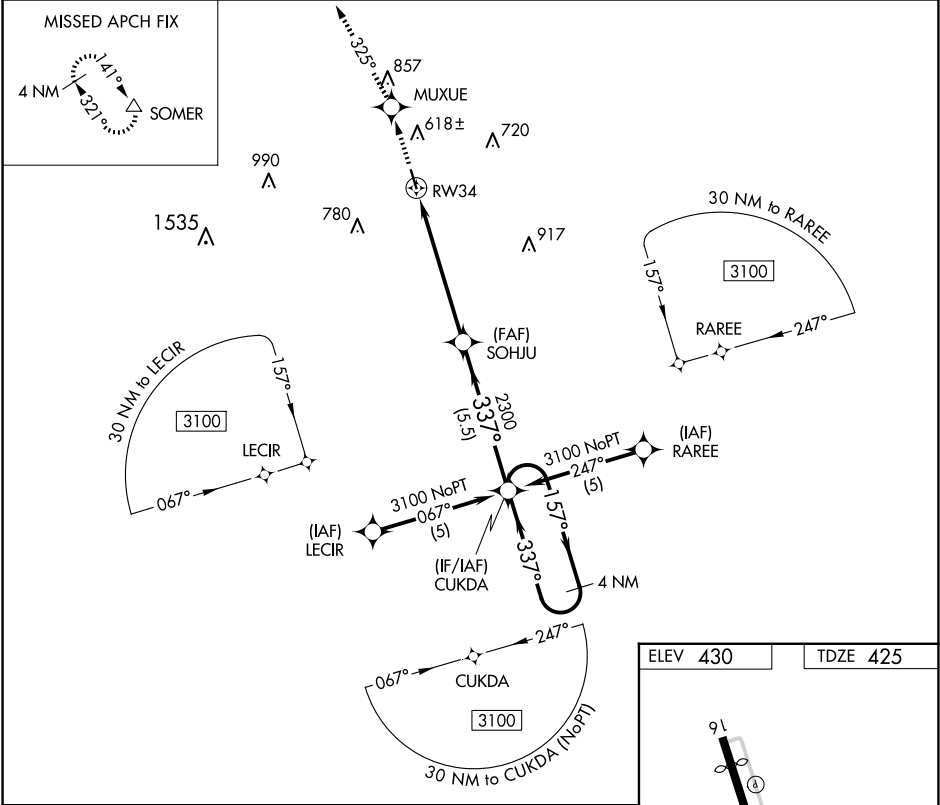 MISSED APCH FIX
4 NM
141°
321°
SOMER
325°
857
MUXUE
618±
720
990
RW34
1535
780
917
30 NM to RAREE
3100
157°
RAREE
247°
(FAF)
SOHJU
30 NM to LECIR
3100
157°
LECIR
067°
2300
337°
(5.5)
(IAF)
RAREE
3100 NoPT
247°
(5)
3100 NoPT
067°
(5)
(IAF)
LECIR
(IF/IAF)
CUKDA
157°
337°
4 NM
247°
067°
CUKDA
3100
30 NM to CUKDA (NoPT)
ELEV 430
TDZE 425
16
P